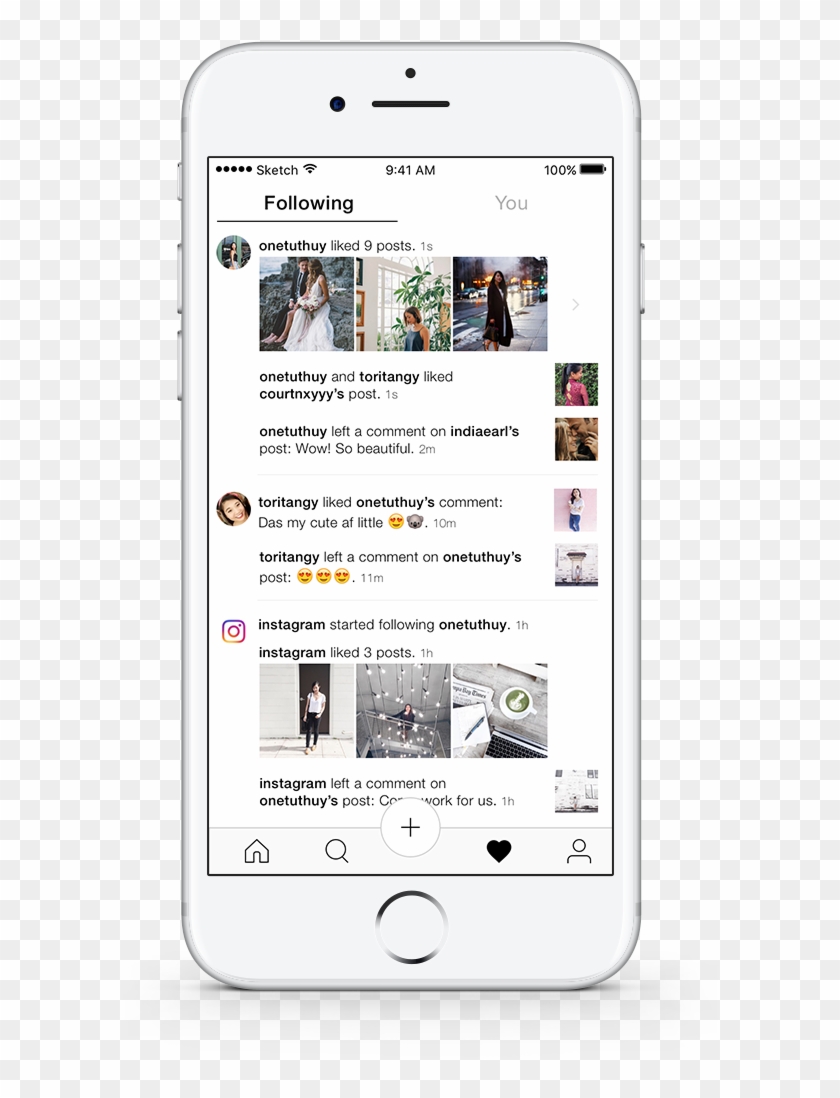 Sketch 9:41 AM 100%
Following You
onetuthuy liked 9 posts. 1s
onetuthuy and toritangy liked
courtnxyyy's post. 1s
onetuthuy left a comment on indiaearl's
post: Wow! So beautiful. 2m
toritangy liked onetuthuy's comment:
Das my cute af little 😍🐨. 10m
toritangy left a comment on onetuthuy's
post: 😍😍😍. 11m
instagram started following onetuthuy. 1h
instagram liked 3 posts. 1h
instagram left a comment on
onetuthuy's post: work for us. 1h